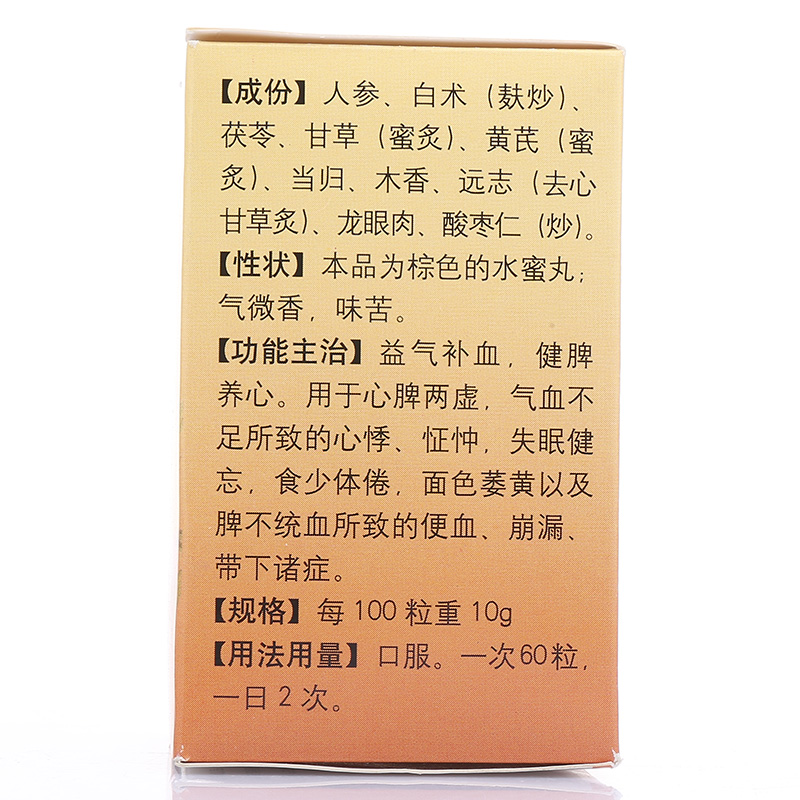 【成份】人参、白术（麸炒）、
茯苓、甘草（蜜炙）、黄芪（蜜
炙）、当归、木香、远志（去心
甘草炙）、龙眼肉、酸枣仁（炒）。
【性状】本品为棕色的水蜜丸；
气微香，味苦。
【功能主治】益气补血，健脾
养心。用于心脾两虚，气血不
足所致的心悸、怔忡，失眠健
忘，食少体倦，面色萎黄以及
脾不统血所致的便血、崩漏、
带下诸症。
【规格】每100粒重10g
【用法用量】口服。一次60粒，
一日2次。